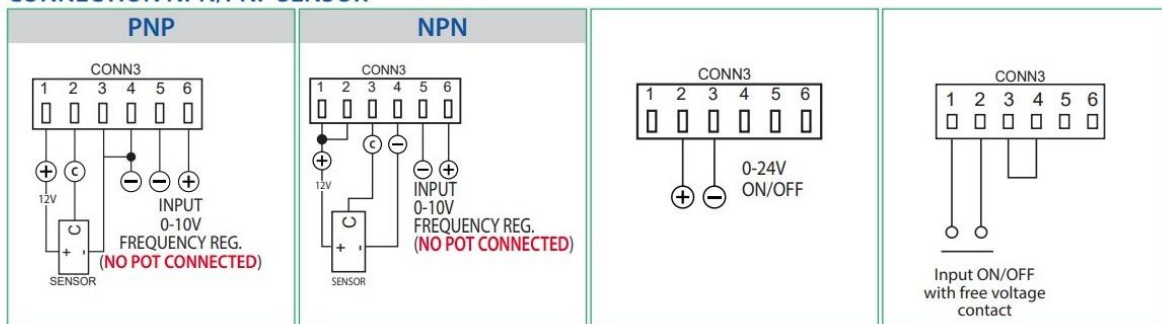 CONNECTION NPN/PNP SENSOR
PNP
CONN3
1 2 3 4 5 6
+ C
12V
- - +
INPUT
0-10V
FREQUENCY REG.
(NO POT CONNECTED)
C
+ -
SENSOR
NPN
CONN3
1 2 3 4 5 6
+ C -
12V
- +
INPUT
0-10V
FREQUENCY REG.
(NO POT CONNECTED)
C
+ -
SENSOR
CONN3
1 2 3 4 5 6
0-24V
ON/OFF
+ -
CONN3
1 2 3 4 5 6
Input ON/OFF
with free voltage
contact